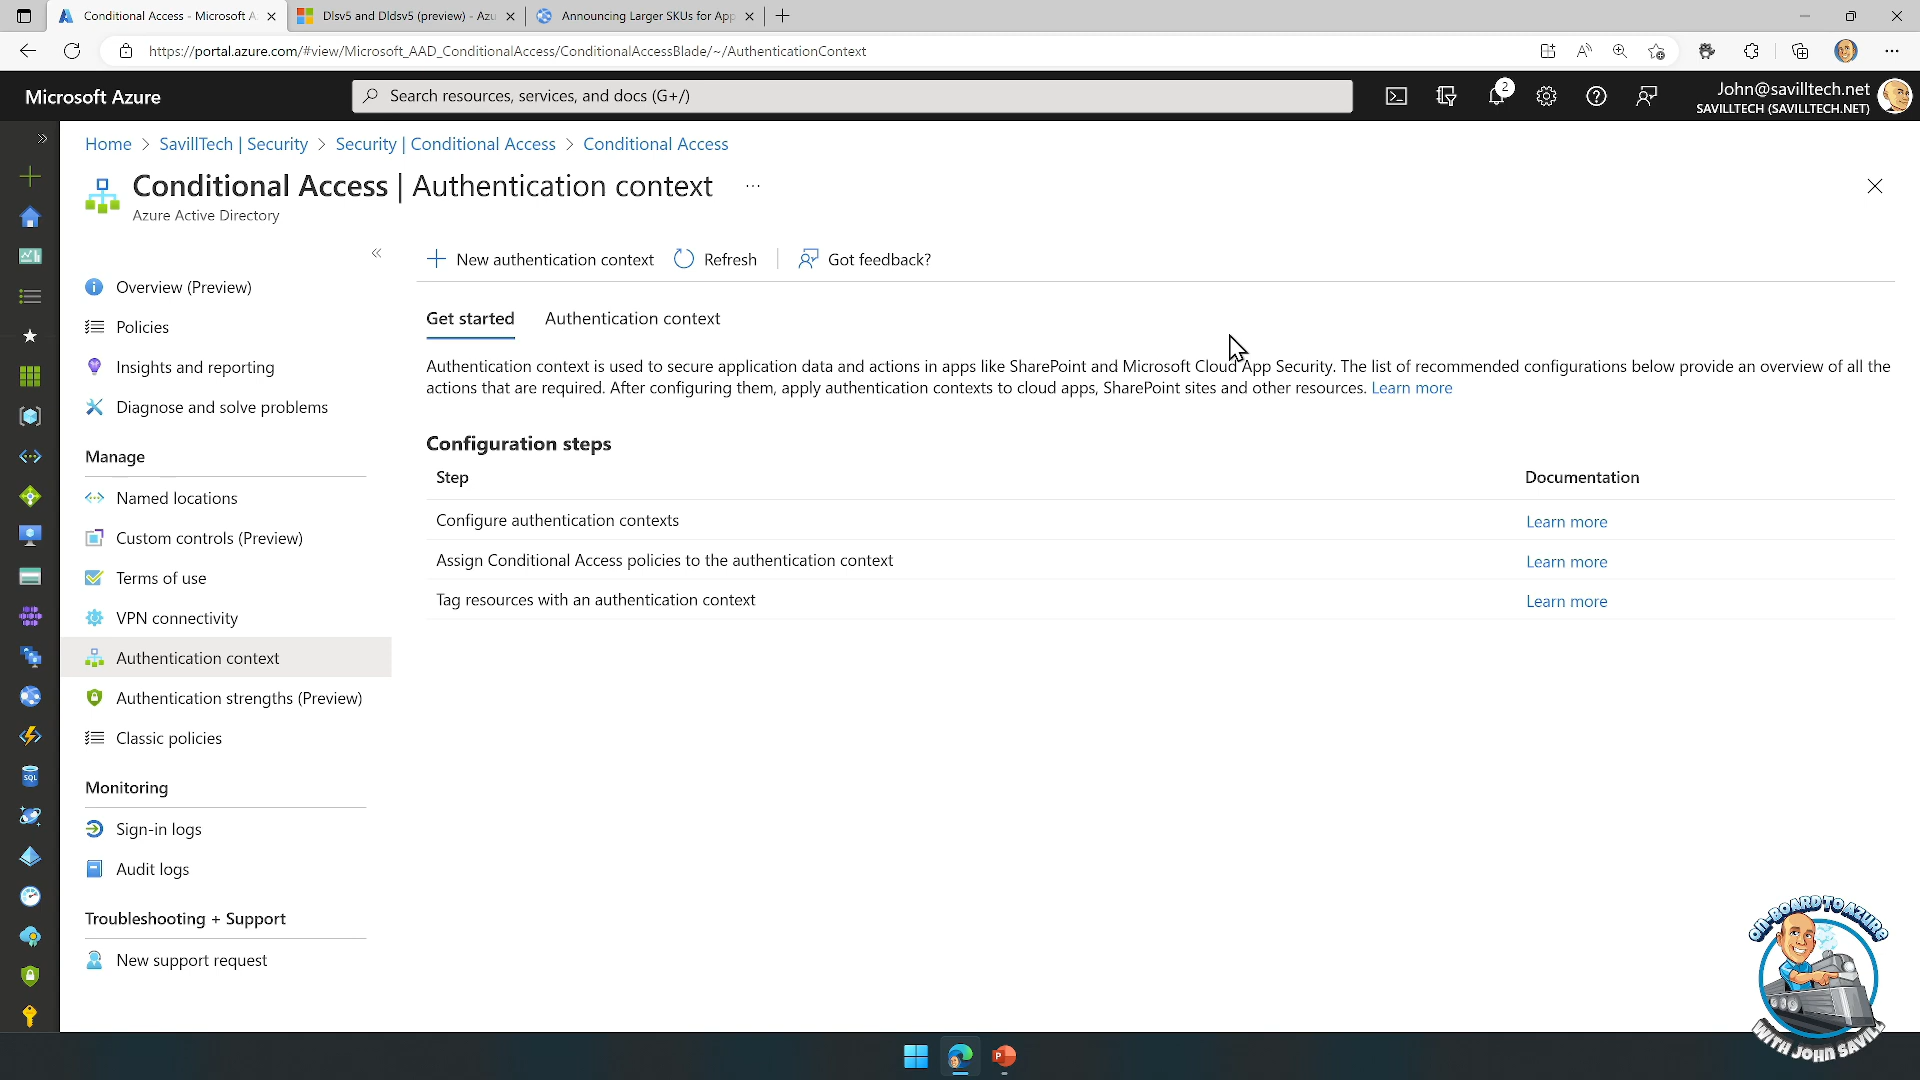 Conditional Access - Microsoft A
Dlsv5 and Dldsv5 (preview) - Azu
Announcing Larger SKUs for App
https://portal.azure.com/#view/Microsoft_AAD_ConditionalAccess/ConditionalAccessBlade/~/AuthenticationContext
Microsoft Azure
Search resources, services, and docs (G+/)
2
John@savilltech.net
SAVILLTECH (SAVILLTECH.NET)
Home > SavillTech | Security > Security | Conditional Access > Conditional Access
Conditional Access | Authentication context ...
Azure Active Directory
New authentication context
Refresh
Got feedback?
Overview (Preview)
Policies
Insights and reporting
Diagnose and solve problems
Manage
Named locations
Custom controls (Preview)
Terms of use
VPN connectivity
Authentication context
Authentication strengths (Preview)
Classic policies
Monitoring
Sign-in logs
Audit logs
Troubleshooting + Support
New support request
Get started
Authentication context
Authentication context is used to secure application data and actions in apps like SharePoint and Microsoft Cloud App Security. The list of recommended configurations below provide an overview of all the
actions that are required. After configuring them, apply authentication contexts to cloud apps, SharePoint sites and other resources. Learn more
Configuration steps
Step Documentation
Configure authentication contexts Learn more
Assign Conditional Access policies to the authentication context Learn more
Tag resources with an authentication context Learn more
SQL
ON-BOARD TO AZURE
WITH JOHN SAVILL
P